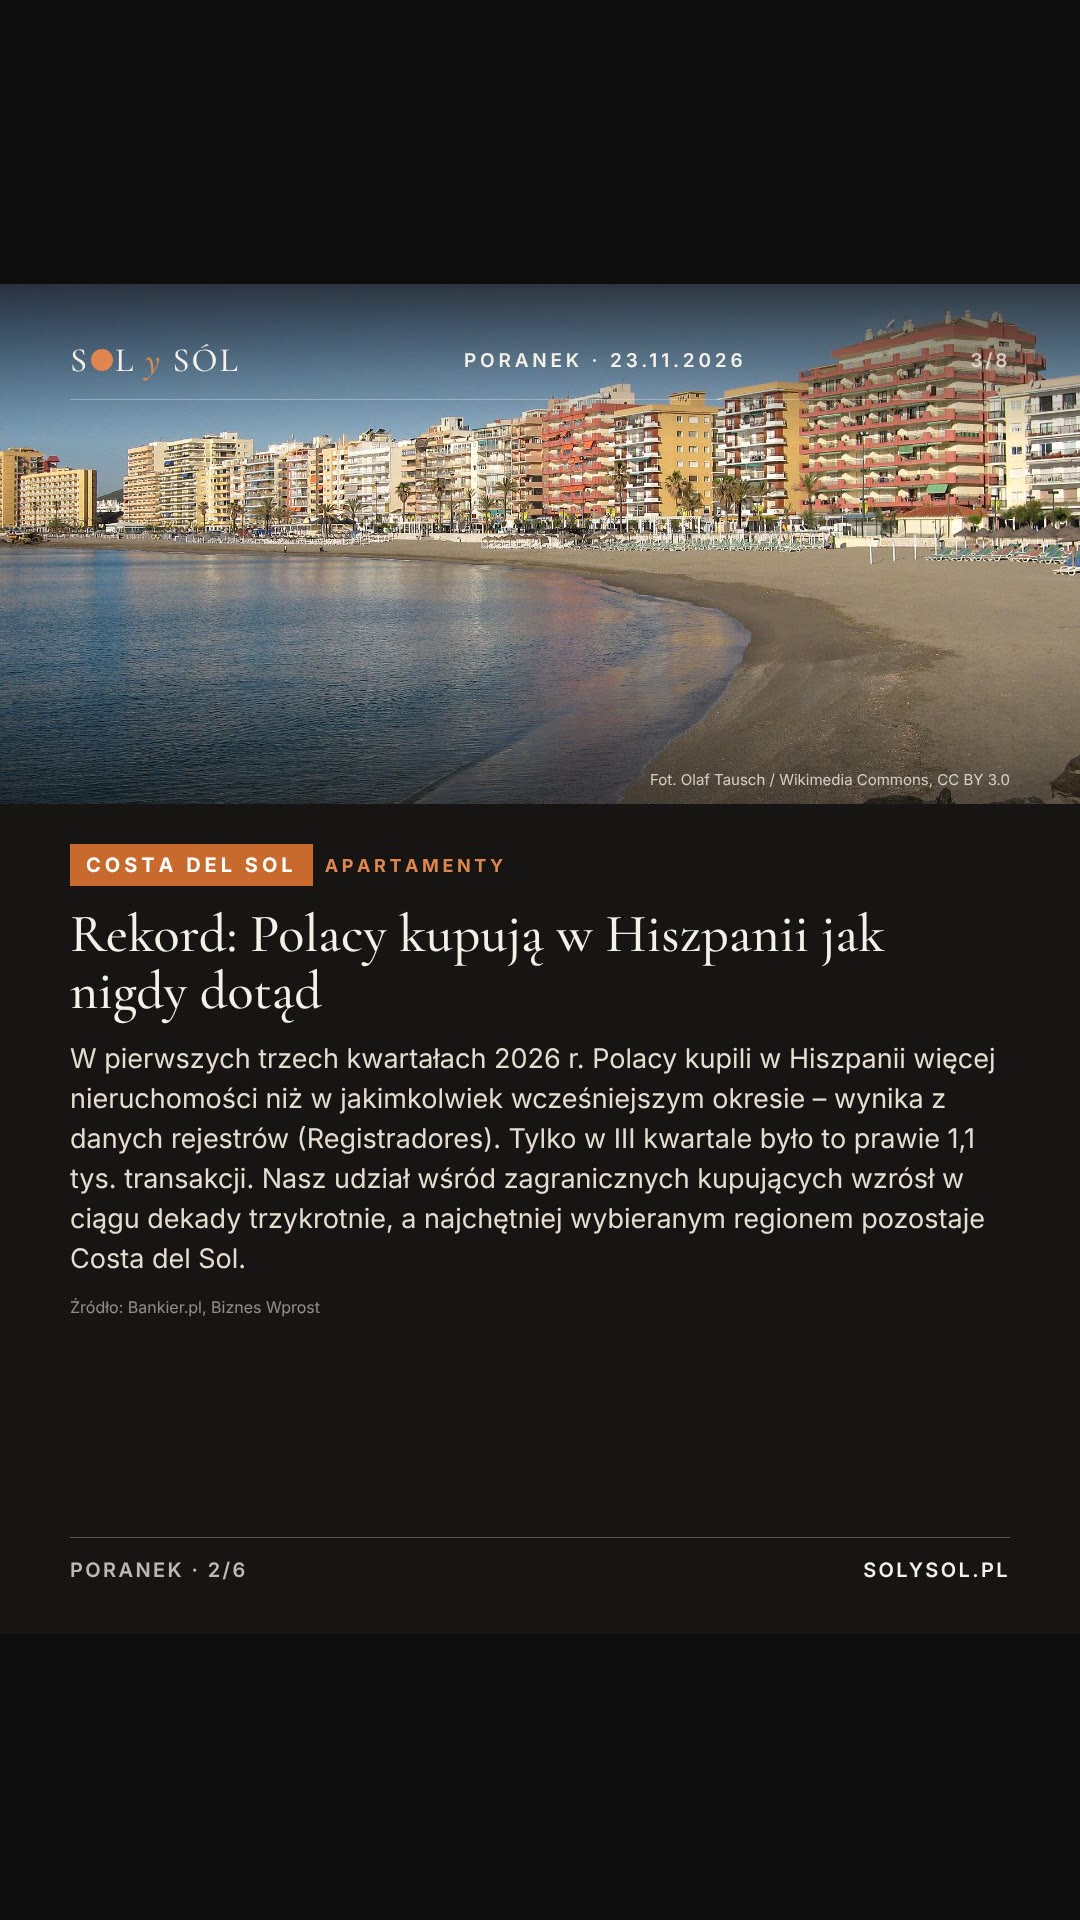 SOL y SÓL
PORANEK · 23.11.2026
3/8
Fot. Olaf Tausch / Wikimedia Commons, CC BY 3.0
COSTA DEL SOL
APARTAMENTY
Rekord: Polacy kupują w Hiszpanii jak
nigdy dotąd
W pierwszych trzech kwartałach 2026 r. Polacy kupili w Hiszpanii więcej
nieruchomości niż w jakimkolwiek wcześniejszym okresie – wynika z
danych rejestrów (Registradores). Tylko w III kwartale było to prawie 1,1
tys. transakcji. Nasz udział wśród zagranicznych kupujących wzrósł w
ciągu dekady trzykrotnie, a najchętniej wybieranym regionem pozostaje
Costa del Sol.
Źródło: Bankier.pl, Biznes Wprost
PORANEK · 2/6
SOLYSOL.PL